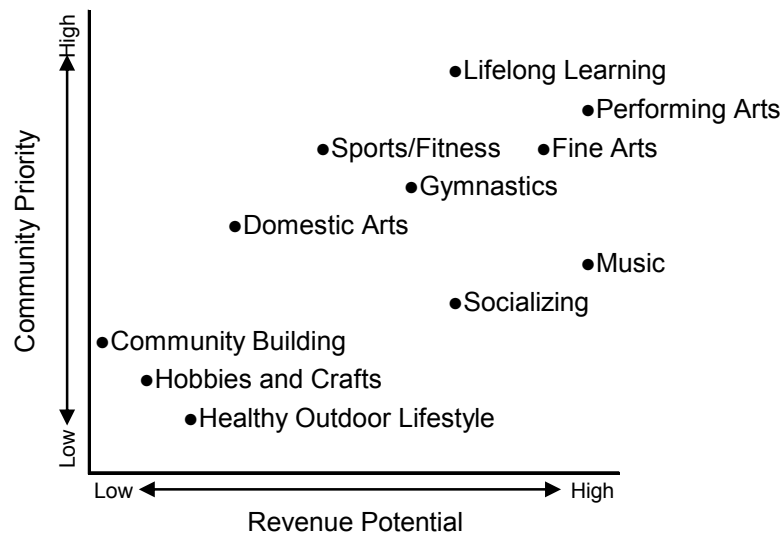 High
●Lifelong Learning
●Performing Arts
●Sports/Fitness
●Fine Arts
●Gymnastics
●Domestic Arts
●Music
●Socializing
●Community Building
●Hobbies and Crafts
●Healthy Outdoor Lifestyle
Community Priority
Low
Low
High
Revenue Potential